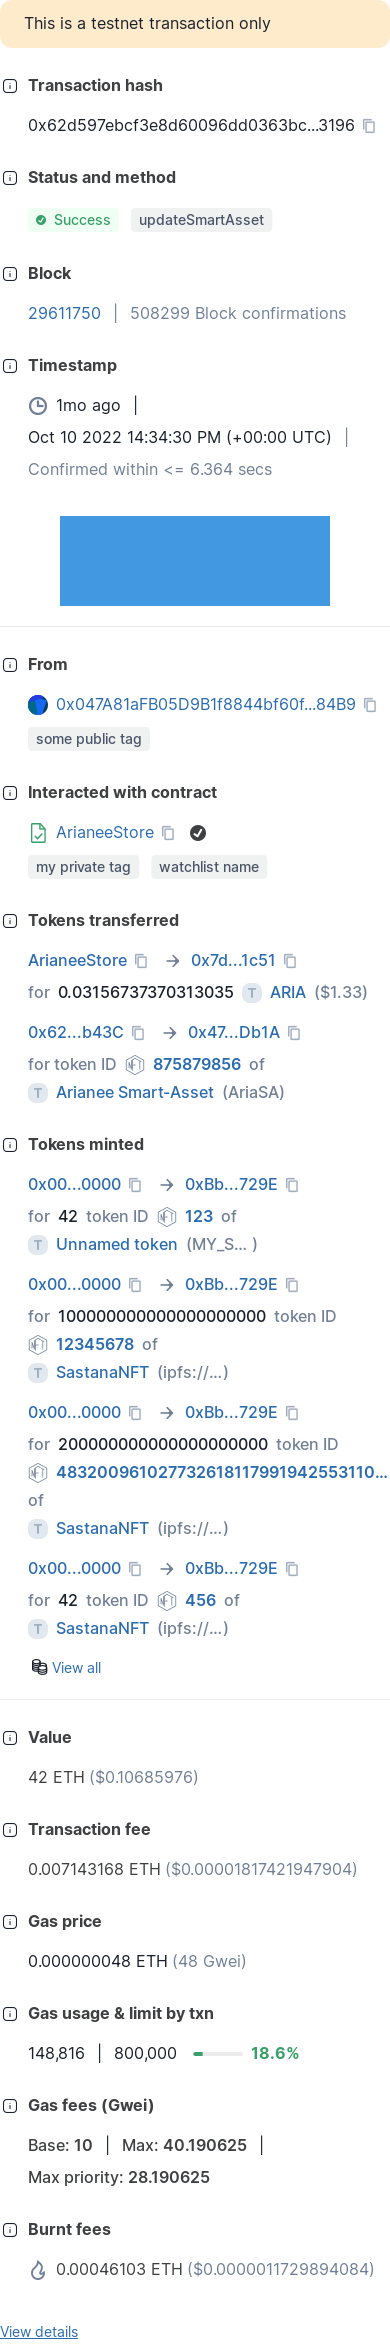 This is a testnet transaction only
Transaction hash
0x62d597ebcf3e8d60096dd0363bc...3196
Status and method
Success updateSmartAsset
Block
29611750 | 508299 Block confirmations
Timestamp
1mo ago |
Oct 10 2022 14:34:30 PM (+00:00 UTC) |
Confirmed within <= 6.364 secs
From
0x047A81aFB05D9B1f8844bf60f...84B9
some public tag
Interacted with contract
ArianeeStore
my private tag watchlist name
Tokens transferred
ArianeeStore → 0x7d...1c51
for 0.03156737370313035 T ARIA ($1.33)
0x62...b43C → 0x47...Db1A
for token ID 875879856 of
T Arianee Smart-Asset (AriaSA)
Tokens minted
0x00...0000 → 0xBb...729E
for 42 token ID 123 of
T Unnamed token (MY_S... )
0x00...0000 → 0xBb...729E
for 100000000000000000000 token ID
12345678 of
T SastanaNFT (ipfs://...)
0x00...0000 → 0xBb...729E
for 200000000000000000000 token ID
483200961027732618117991942553110...
of
T SastanaNFT (ipfs://...)
0x00...0000 → 0xBb...729E
for 42 token ID 456 of
T SastanaNFT (ipfs://...)
View all
Value
42 ETH ($0.10685976)
Transaction fee
0.007143168 ETH ($0.00001817421947904)
Gas price
0.000000048 ETH (48 Gwei)
Gas usage & limit by txn
148,816 | 800,000 18.6%
Gas fees (Gwei)
Base: 10 | Max: 40.190625 |
Max priority: 28.190625
Burnt fees
0.00046103 ETH ($0.0000011729894084)
View details